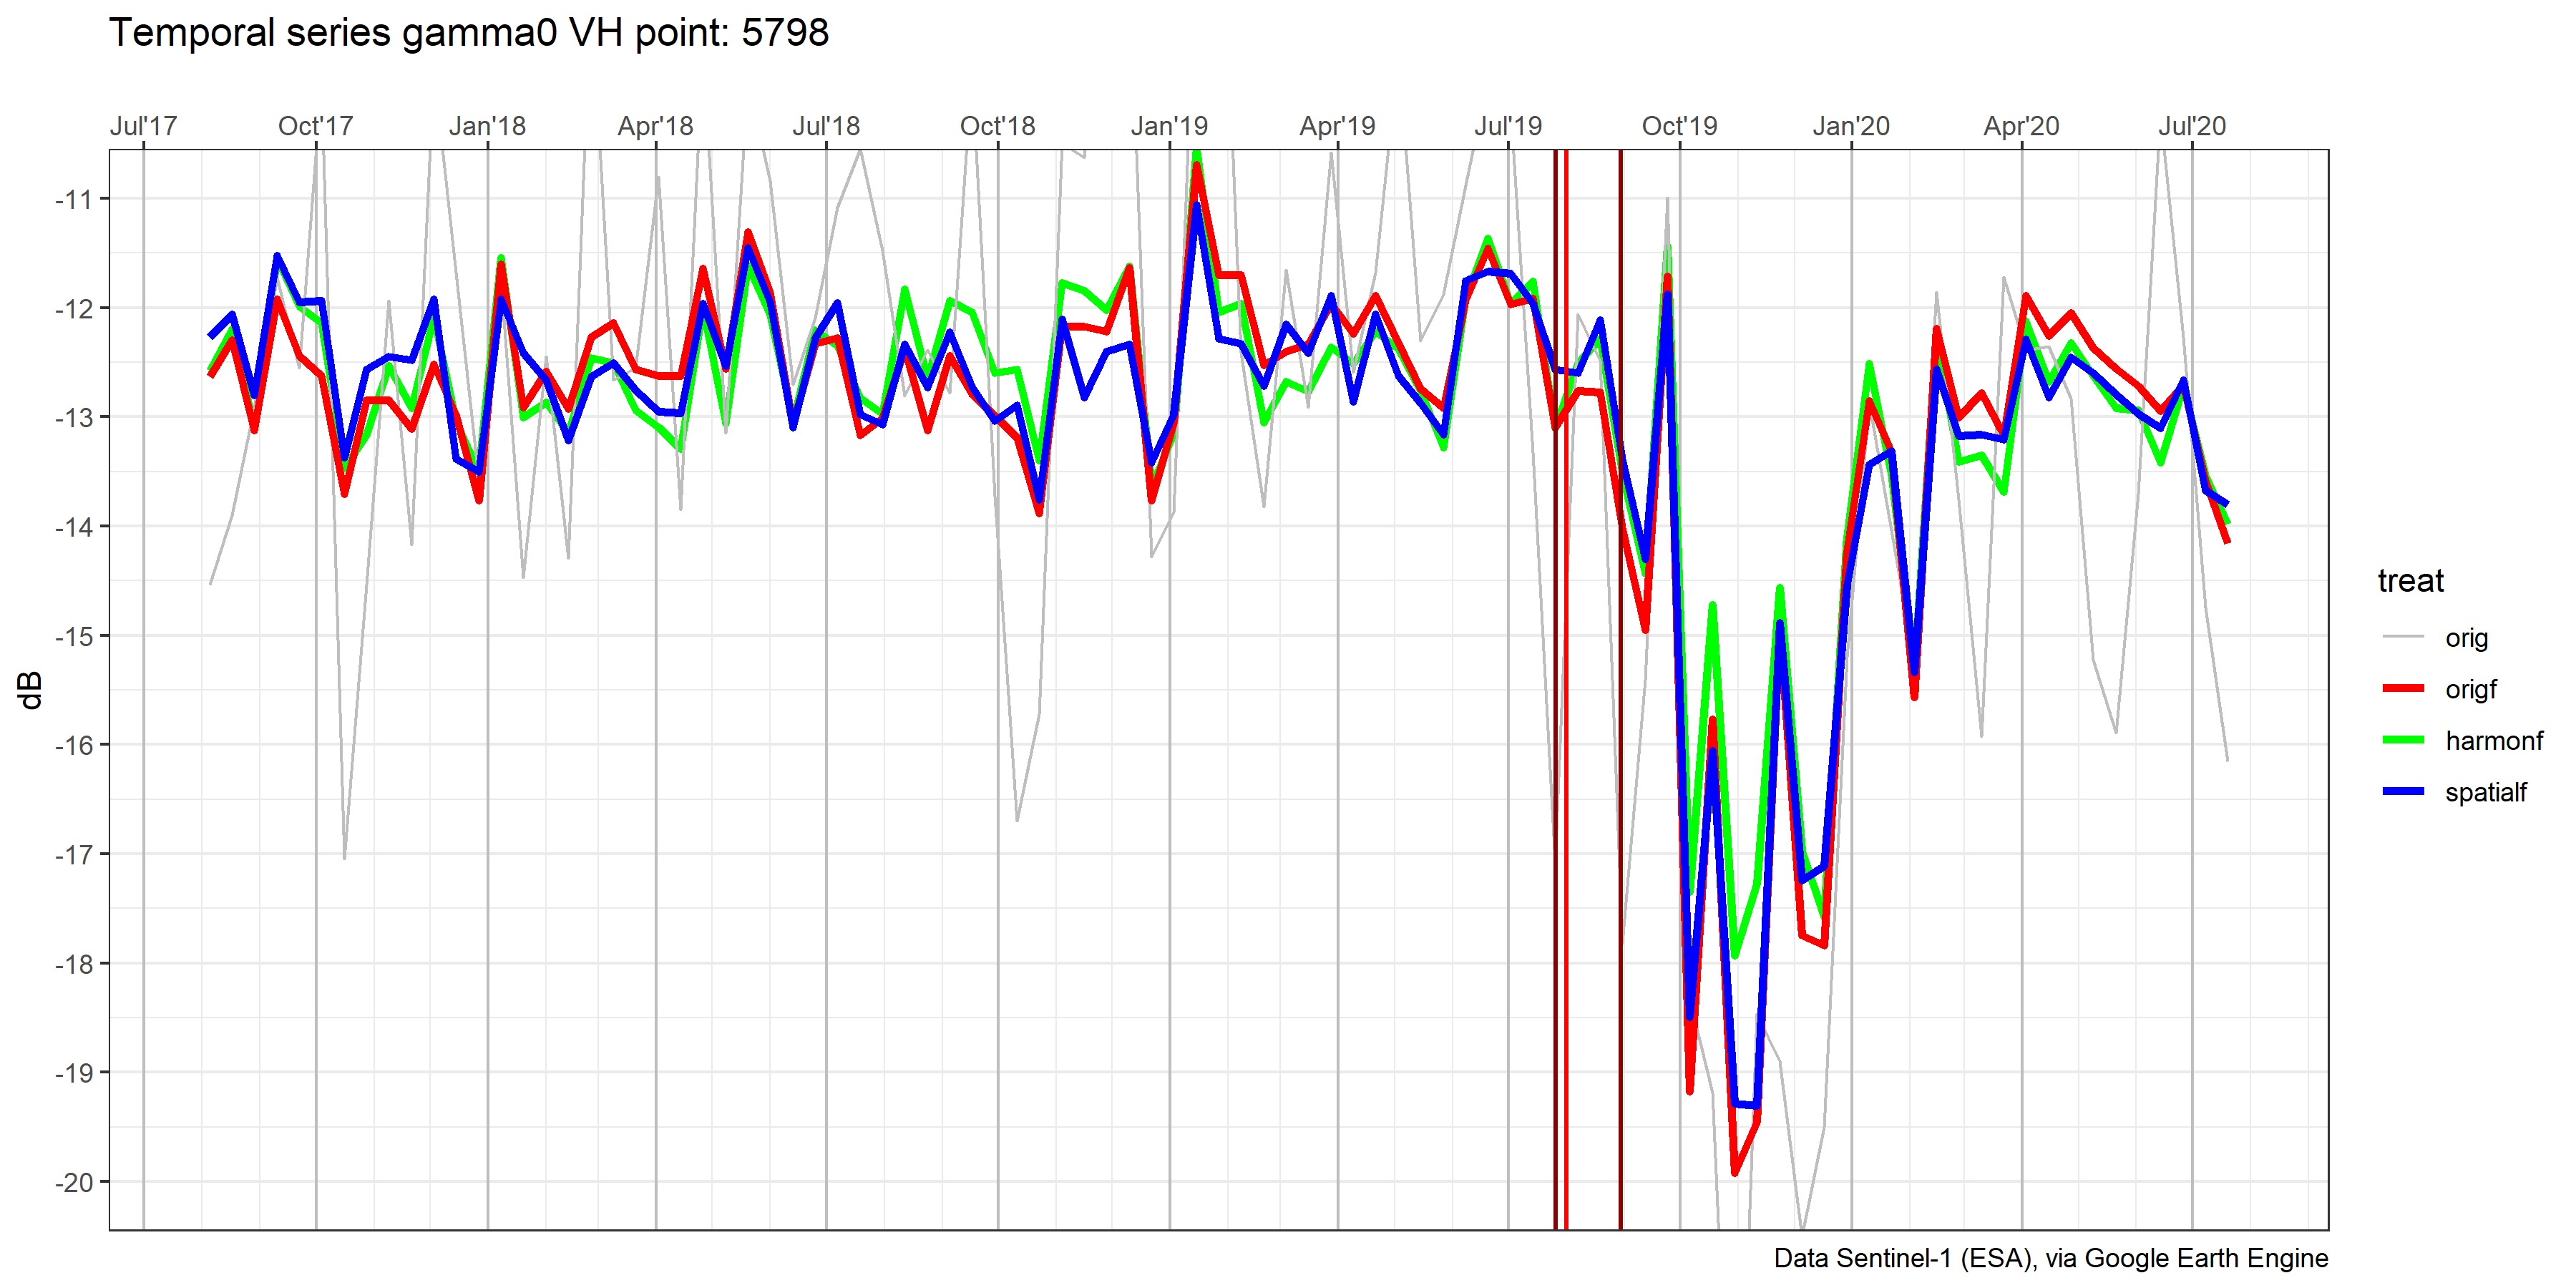 Temporal series gamma0 VH point: 5798
Jul'17 Oct'17 Jan'18 Apr'18 Jul'18 Oct'18 Jan'19 Apr'19 Jul'19 Oct'19 Jan'20 Apr'20 Jul'20
-11
-12
-13
-14
-15
-16
-17
-18
-19
-20
dB
treat
orig
origf
harmonf
spatialf
Data Sentinel-1 (ESA), via Google Earth Engine